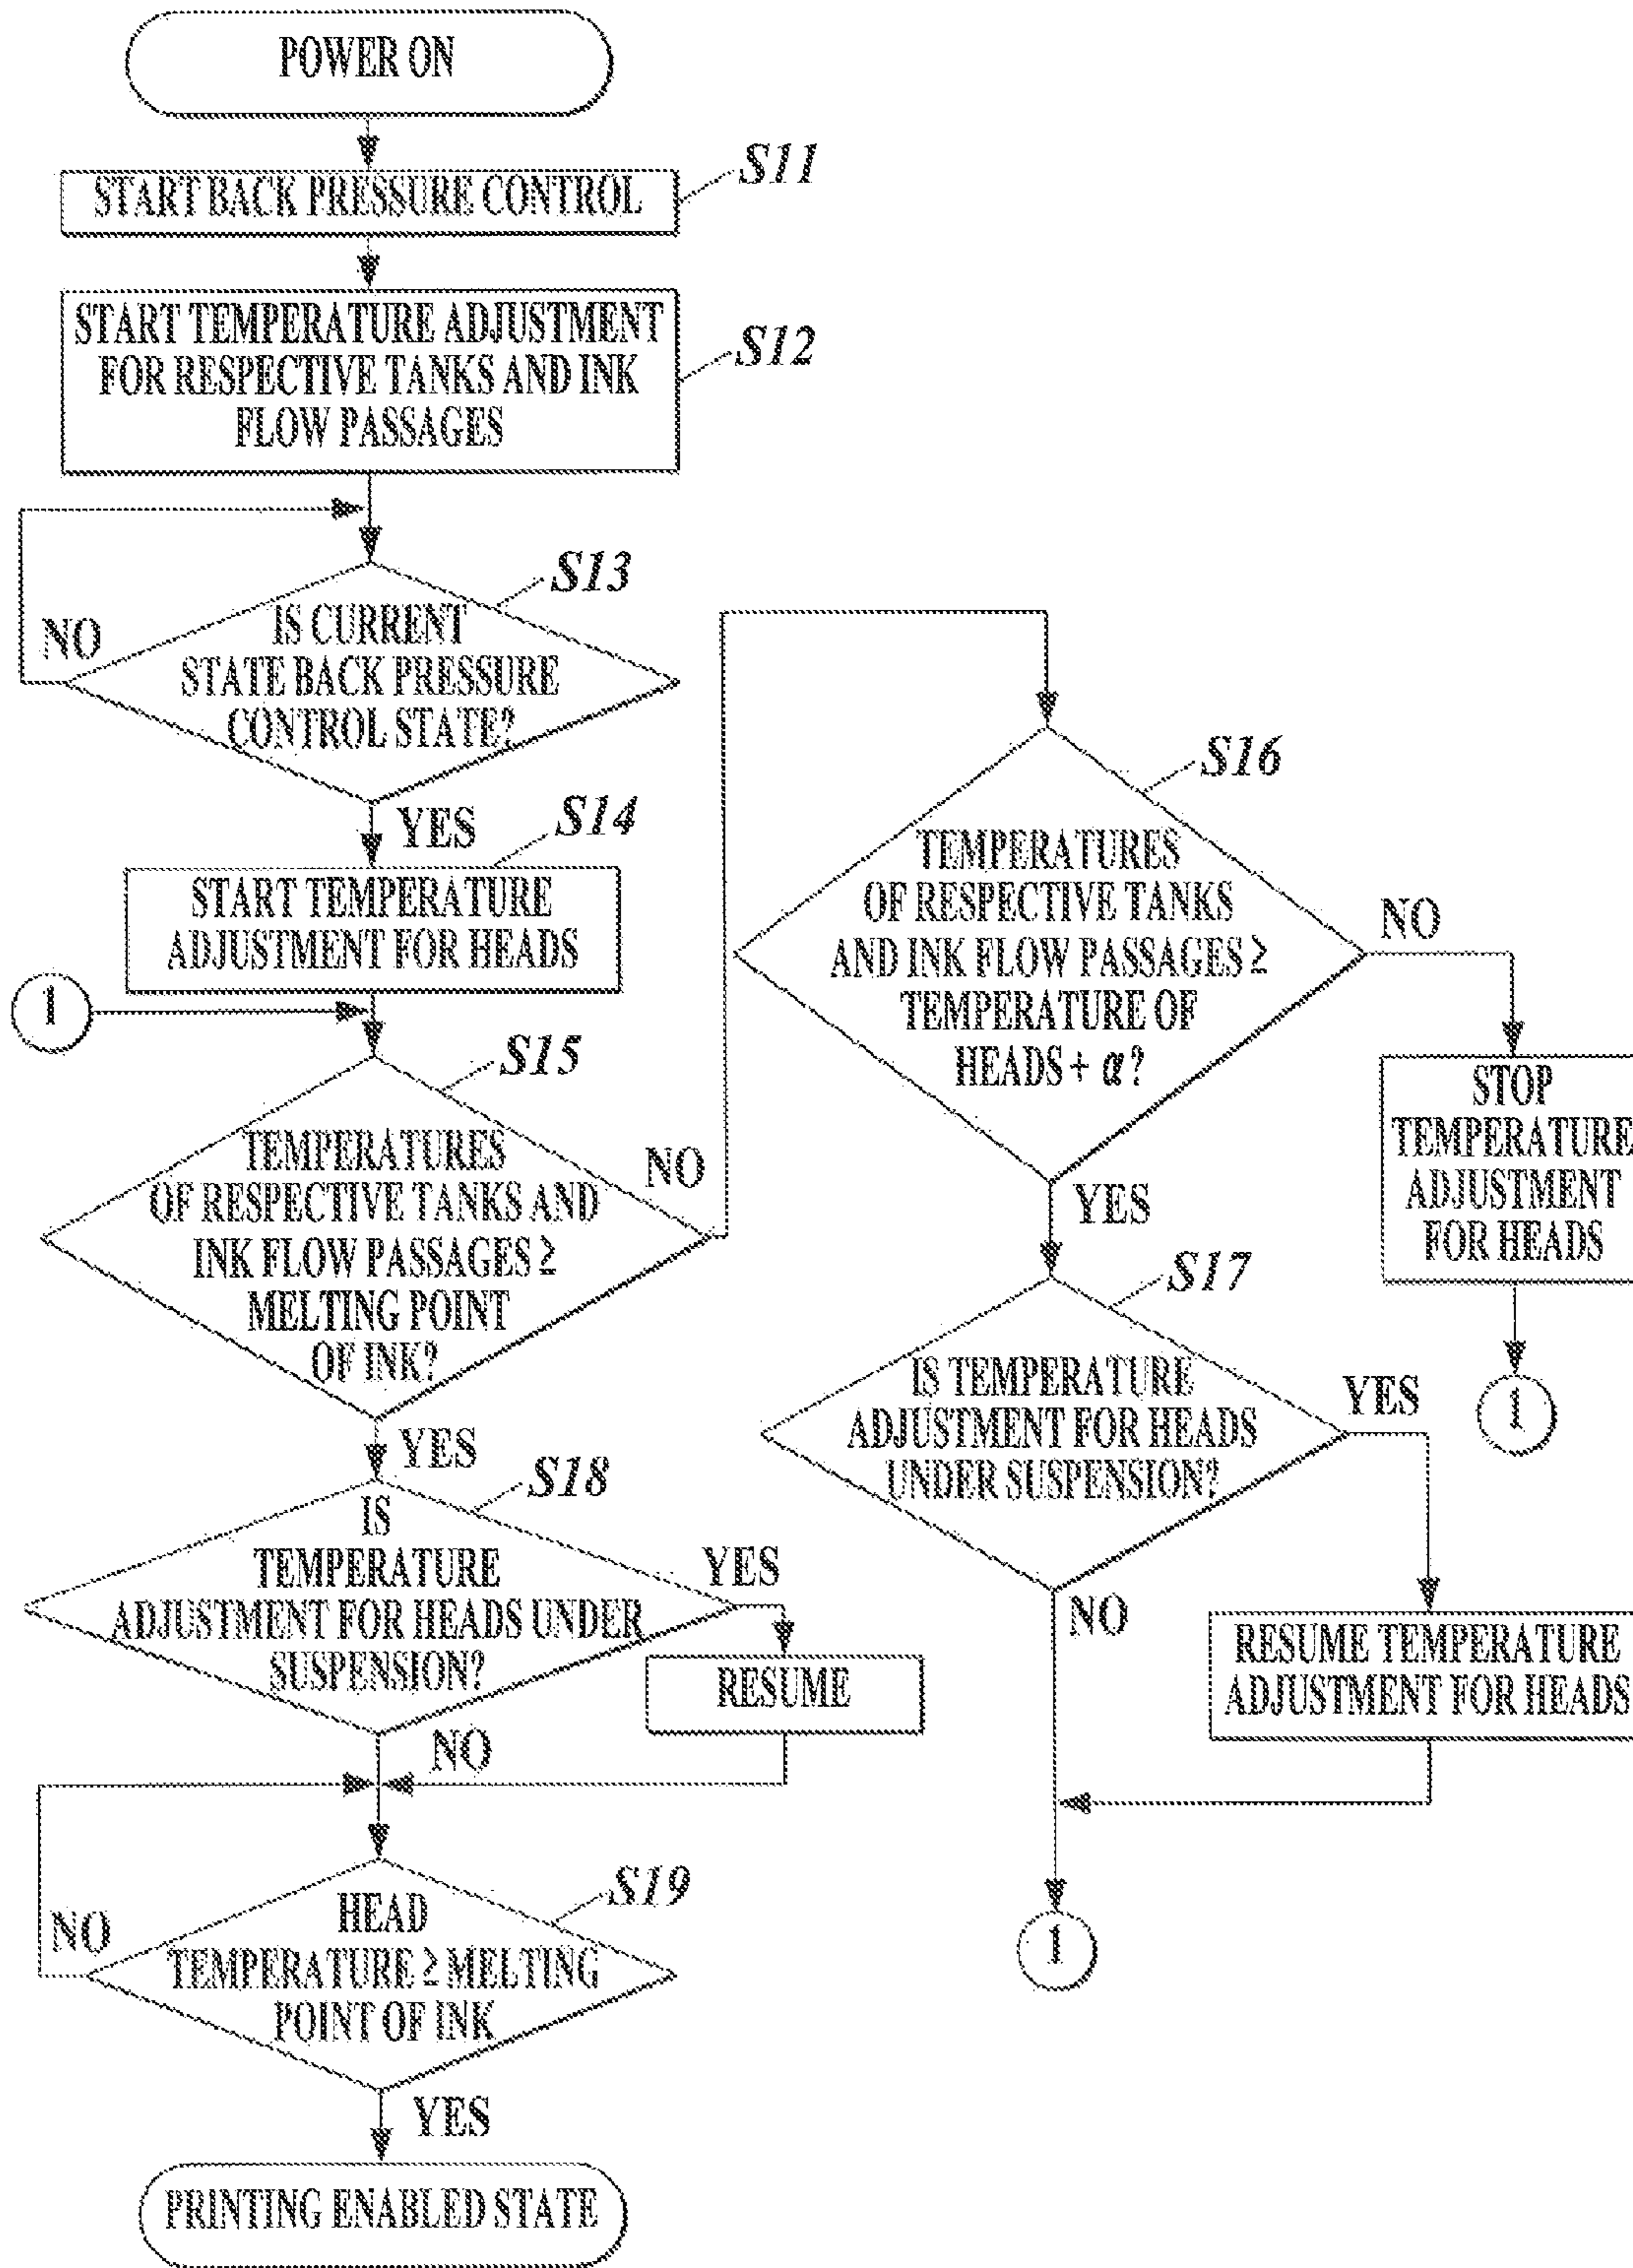 POWER ON
START BACK PRESSURE CONTROL
S11
START TEMPERATURE ADJUSTMENT
FOR RESPECTIVE TANKS AND INK
FLOW PASSAGES
S12
S13
IS CURRENT
STATE BACK PRESSURE
CONTROL STATE?
NO
YES
S14
START TEMPERATURE
ADJUSTMENT FOR HEADS
1
S15
TEMPERATURES
OF RESPECTIVE TANKS AND
INK FLOW PASSAGES ≥
MELTING POINT
OF INK?
NO
YES
S18
IS
TEMPERATURE
ADJUSTMENT FOR HEADS UNDER
SUSPENSION?
YES
RESUME
NO
S19
HEAD
TEMPERATURE ≥ MELTING
POINT OF INK
NO
YES
PRINTING ENABLED STATE
S16
TEMPERATURES
OF RESPECTIVE TANKS
AND INK FLOW PASSAGES ≥
TEMPERATURE OF
HEADS + α?
NO
STOP
TEMPERATURE
ADJUSTMENT
FOR HEADS
1
YES
S17
IS TEMPERATURE
ADJUSTMENT FOR HEADS
UNDER SUSPENSION?
YES
RESUME TEMPERATURE
ADJUSTMENT FOR HEADS
NO
1